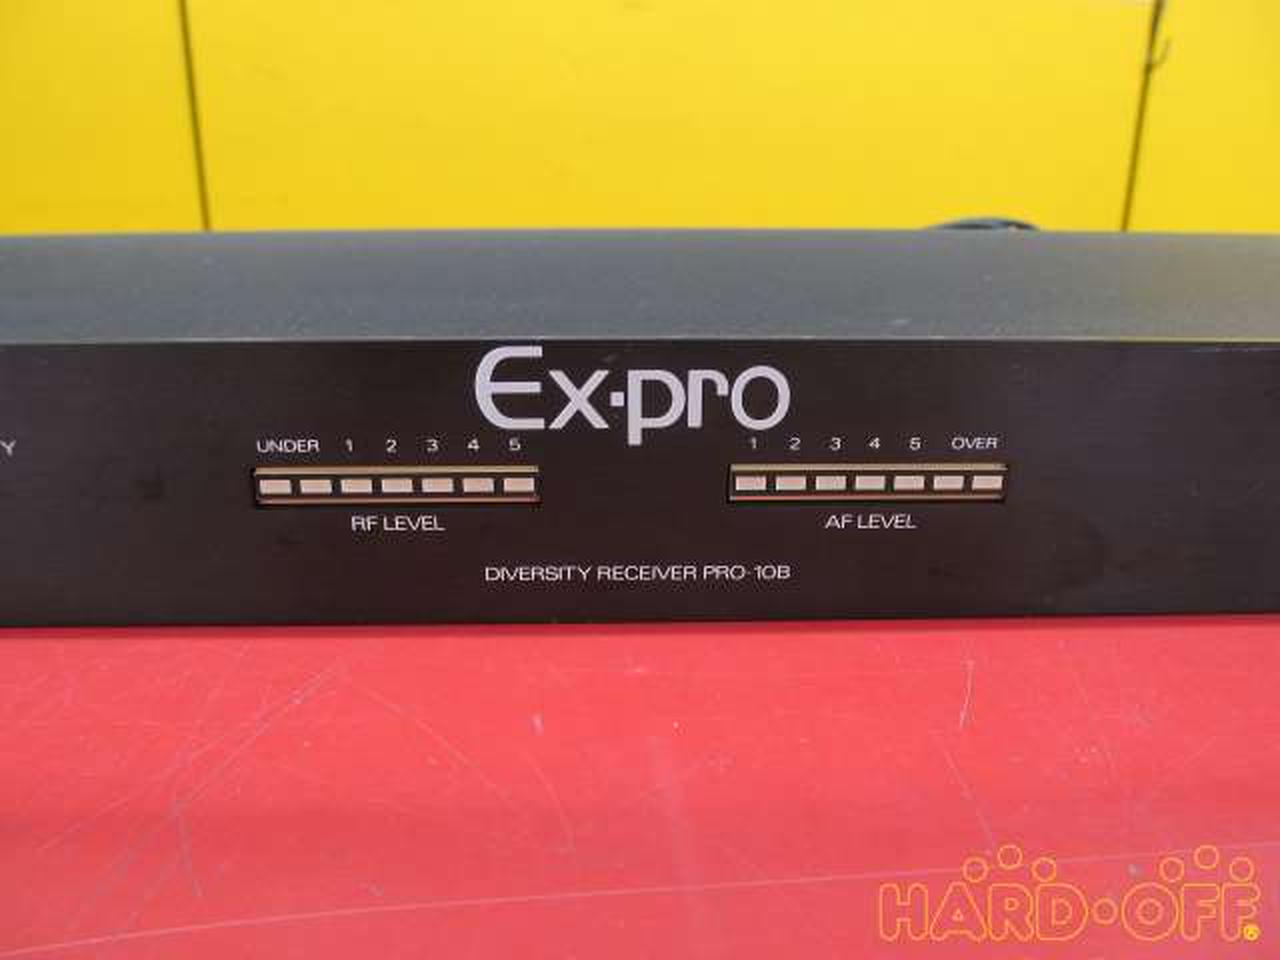 Ex·pro
Y
UNDER 1 2 3 4 5
1 2 3 4 5 OVER
RF LEVEL
AF LEVEL
DIVERSITY RECEIVER PRO-10B
HARD·OFF®